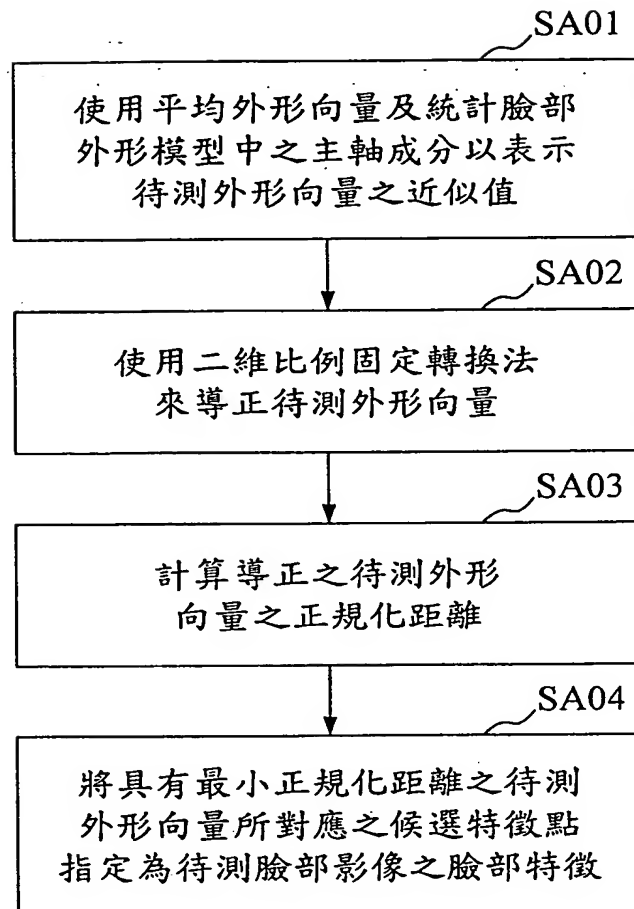 SA01
使用平均外形向量及統計臉部
外形模型中之主軸成分以表示
待測外形向量之近似值
SA02
使用二維比例固定轉換法
來導正待測外形向量
SA03
計算導正之待測外形
向量之正規化距離
SA04
將具有最小正規化距離之待測
外形向量所對應之候選特徵點
指定為待測臉部影像之臉部特徵